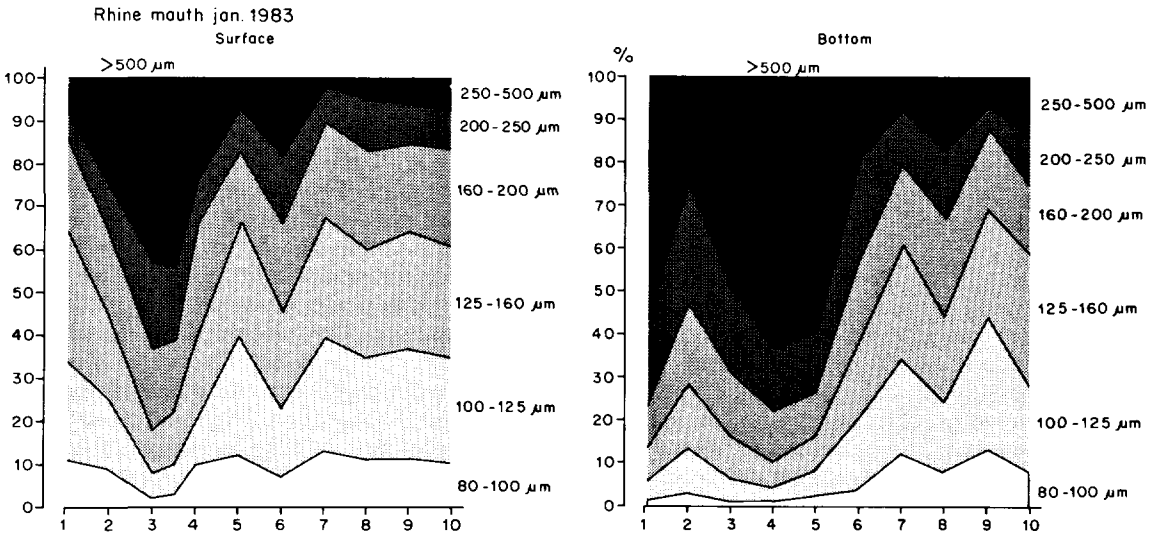 Rhine mouth jan. 1983
Surface
>500 µm
100
90
80
70
60
50
40
30
20
10
0
1 2 3 4 5 6 7 8 9 10
250-500 µm
200-250 µm
160-200 µm
125-160 µm
100-125 µm
80-100 µm
Bottom
%
>500 µm
100
90
80
70
60
50
40
30
20
10
0
1 2 3 4 5 6 7 8 9 10
250-500 µm
200-250 µm
160-200 µm
125-160 µm
100-125 µm
80-100 µm